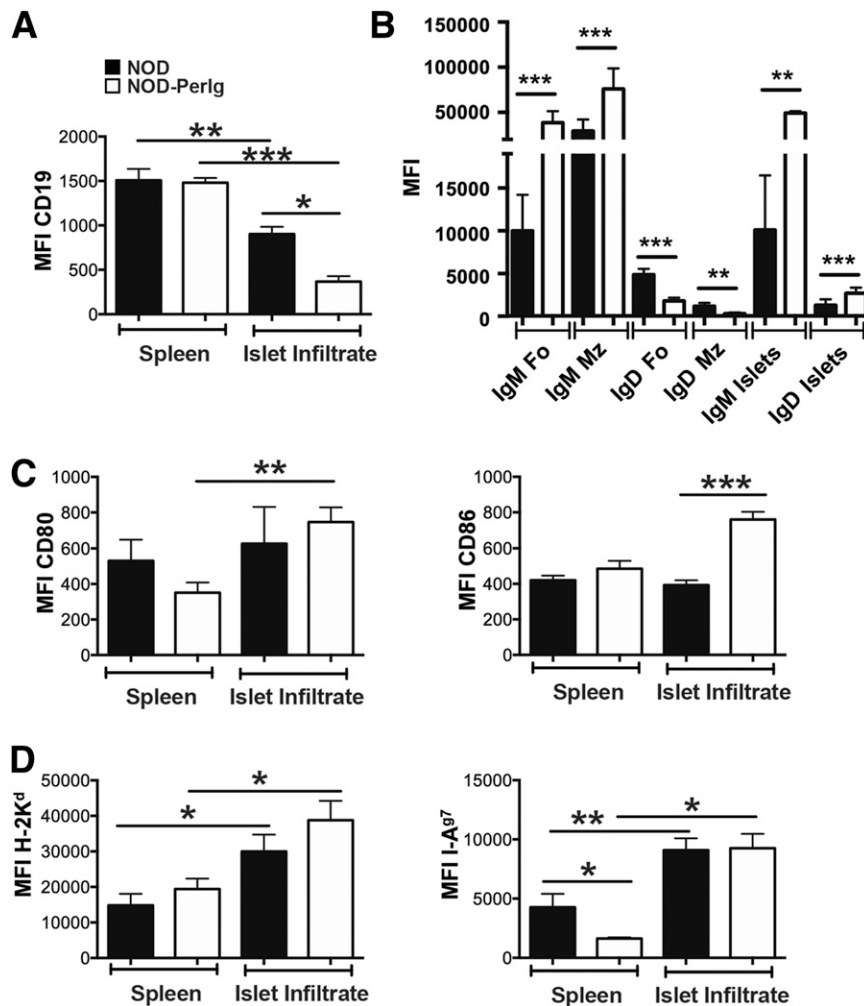 A
NOD
NOD-PerIg
MFI CD19
2000
1500
1000
500
0
**
***
*
Spleen
Islet Infiltrate
B
MFI
150000
100000
50000
15000
10000
5000
0
***
***
***
**
**
***
IgM Fo
IgM Mz
IgD Fo
IgD Mz
IgM Islets
IgD Islets
C
MFI CD80
1000
800
600
400
200
0
**
Spleen
Islet Infiltrate
MFI CD86
1000
800
600
400
200
0
***
Spleen
Islet Infiltrate
D
MFI H-2Kᵈ
50000
40000
30000
20000
10000
0
*
*
Spleen
Islet Infiltrate
MFI I-Aᵍ⁷
15000
10000
5000
0
**
*
*
Spleen
Islet Infiltrate